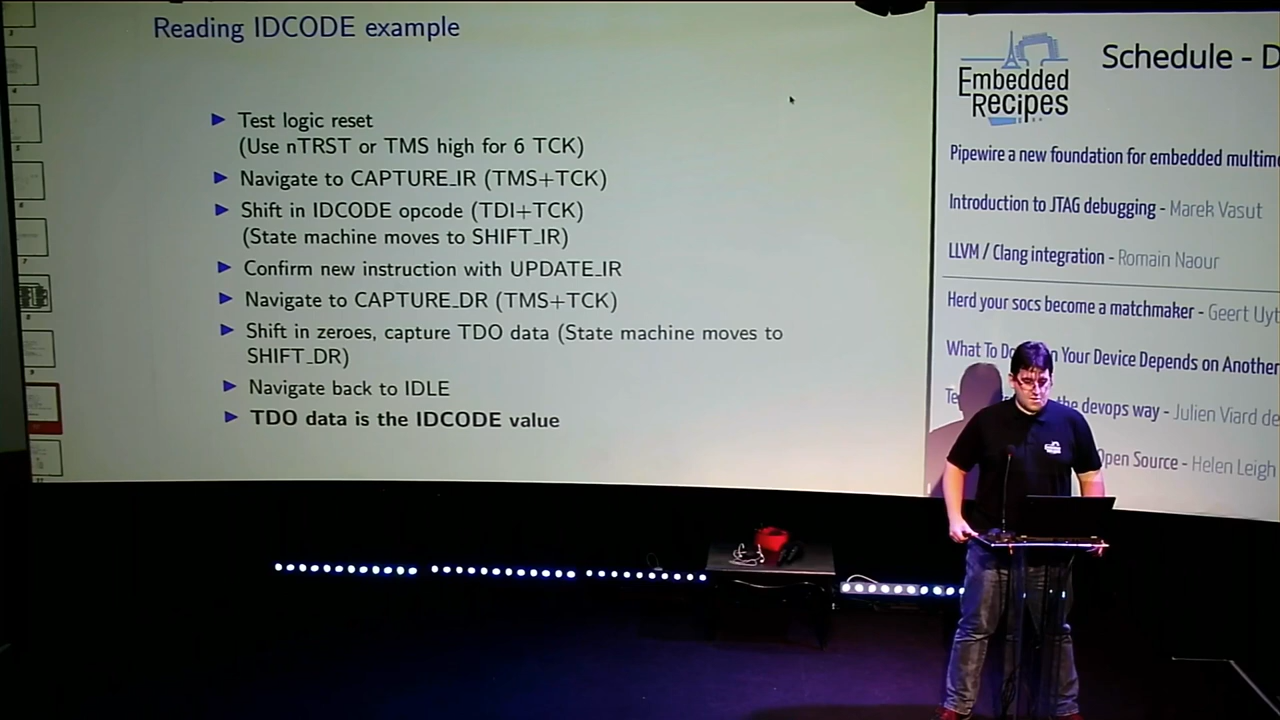 Reading IDCODE example
Test logic reset
(Use nTRST or TMS high for 6 TCK)
Navigate to CAPTURE_IR (TMS+TCK)
Shift in IDCODE opcode (TDI+TCK)
(State machine moves to SHIFT_IR)
Confirm new instruction with UPDATE_IR
Navigate to CAPTURE_DR (TMS+TCK)
Shift in zeroes, capture TDO data (State machine moves to
SHIFT_DR)
Navigate back to IDLE
TDO data is the IDCODE value
Embedded
Recipes
Schedule - D
Pipewire a new foundation for embedded multime
Introduction to JTAG debugging - Marek Vasut
LLVM / Clang integration - Romain Naour
Herd your socs become a matchmaker - Geert Uyt
What To Your Device Depends on Another
the devops way - Julien Viard de
Open Source - Helen Leigh